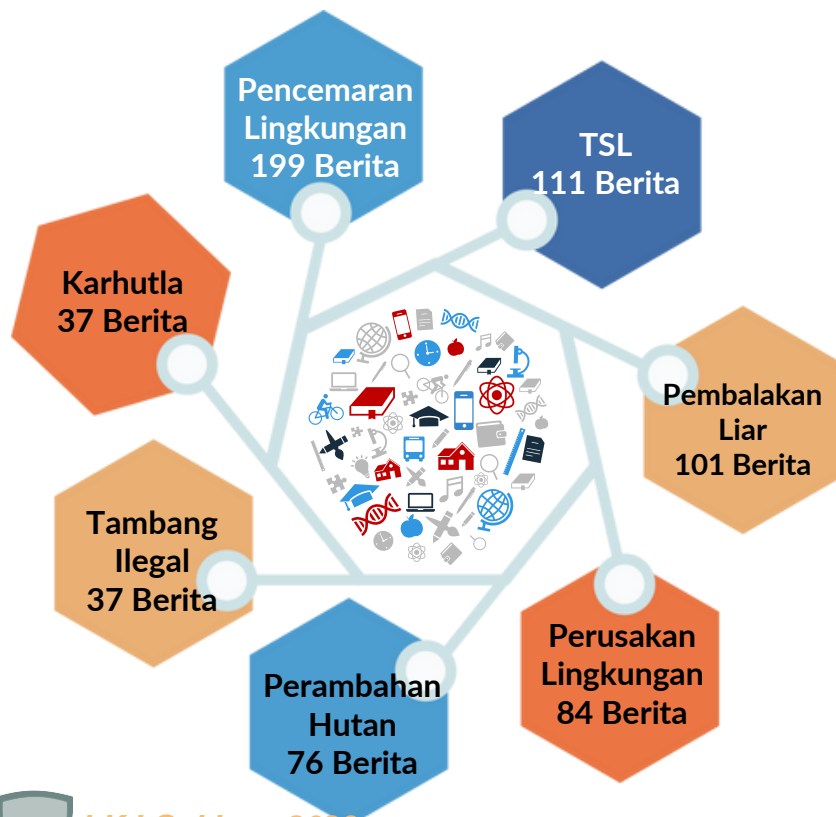 Pencemaran
Lingkungan
199 Berita
TSL
111 Berita
Karhutla
37 Berita
Pembalakan
Liar
101 Berita
Tambang
Ilegal
37 Berita
Perusakan
Lingkungan
84 Berita
Perambahan
Hutan
76 Berita